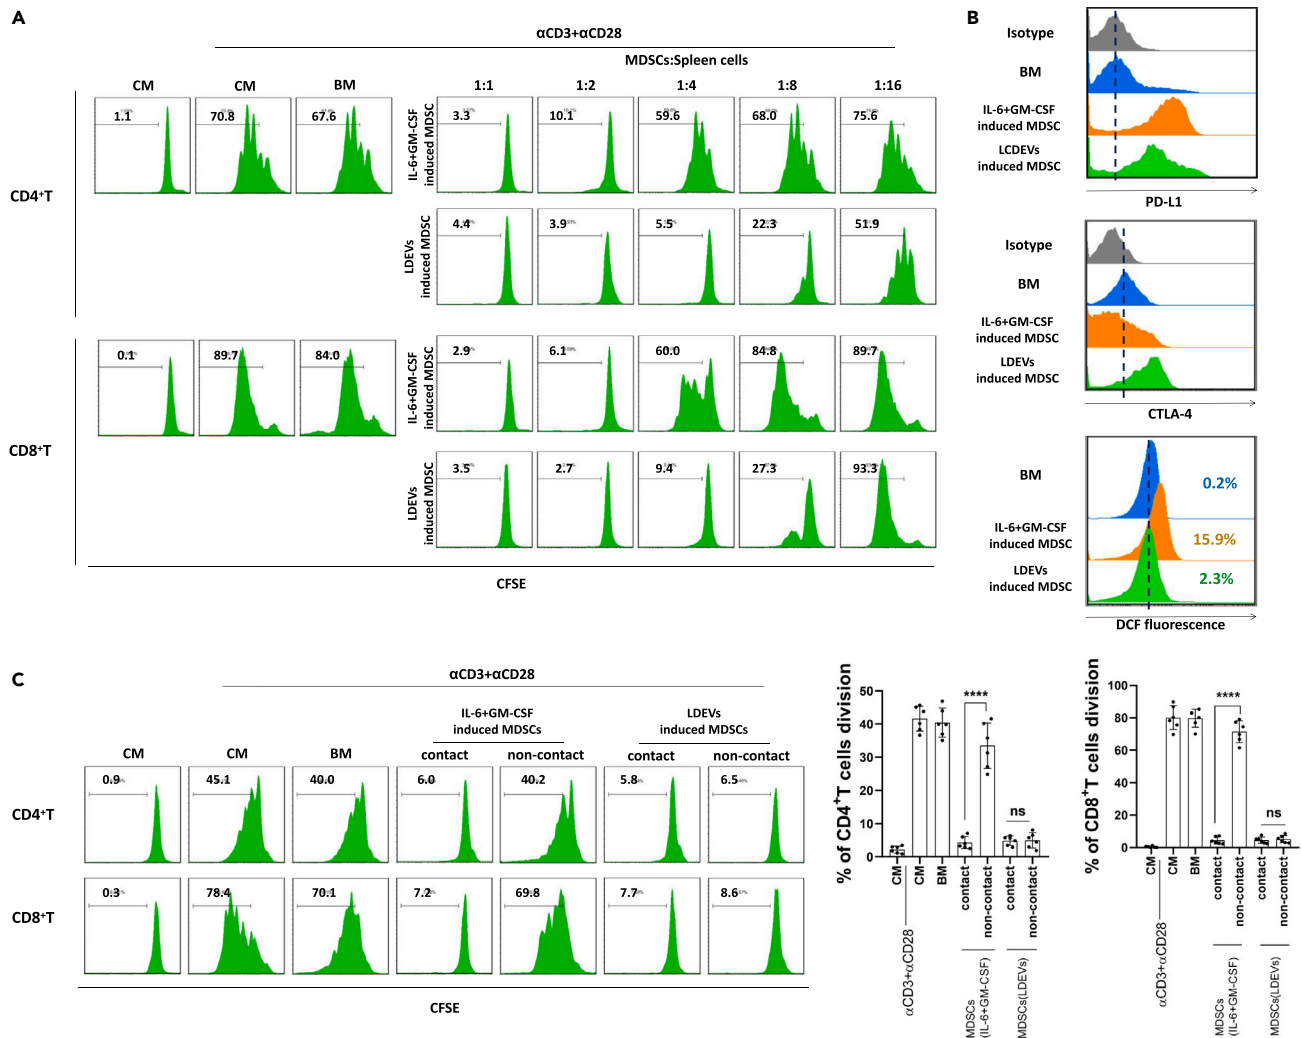 A
αCD3+αCD28
MDSCs:Spleen cells
CM
CM
BM
1:1
1:2
1:4
1:8
1:16
CD4⁺T
1.1
70.8
67.6
IL-6+GM-CSF
induced MDSC
3.3
10.1
59.6
68.0
75.6
LDEVs
induced MDSC
4.4
3.9
5.5
22.3
51.9
CD8⁺T
0.1
89.7
84.0
IL-6+GM-CSF
induced MDSC
2.9
6.1
60.0
84.8
89.7
LDEVs
induced MDSC
3.5
2.7
9.4
27.3
93.3
CFSE
B
Isotype
BM
IL-6+GM-CSF
induced MDSC
LCDEVs
induced MDSC
PD-L1
Isotype
BM
IL-6+GM-CSF
induced MDSC
LDEVs
induced MDSC
CTLA-4
BM
0.2%
IL-6+GM-CSF
induced MDSC
15.9%
LDEVs
induced MDSC
2.3%
DCF fluorescence
C
αCD3+αCD28
IL-6+GM-CSF
induced MDSCs
LDEVs
induced MDSCs
CM
CM
BM
contact
non-contact
contact
non-contact
CD4⁺T
0.9
45.1
40.0
6.0
40.2
5.8
6.5
CD8⁺T
0.3
78.4
70.1
7.2
69.8
7.7
8.6
CFSE
% of CD4⁺T cells division
50
40
30
20
10
0
****
ns
CM
CM
BM
contact
non-contact
contact
non-contact
αCD3+αCD28
MDSCs
(IL-6+GM-CSF)
MDSCs(LDEVs)
% of CD8⁺T cells division
100
80
60
40
20
0
****
ns
CM
CM
BM
contact
non-contact
contact
non-contact
αCD3+αCD28
MDSCs
(IL-6+GM-CSF)
MDSCs(LDEVs)